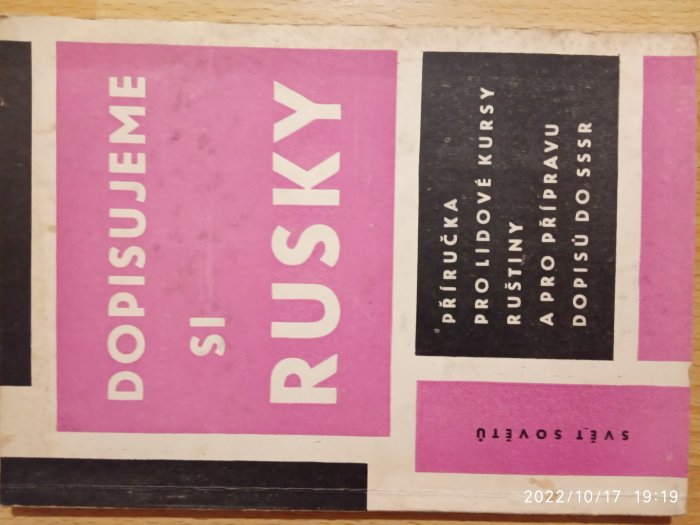 DOPISUJEME
SI
RUSKY
PŘÍRUČKA
PRO LIDOVÉ KURSY
RUŠTINY
A PRO PŘÍPRAVU
DOPISŮ DO SSSR
SVĚT SOVĚTŮ
2022/10/17 19:19